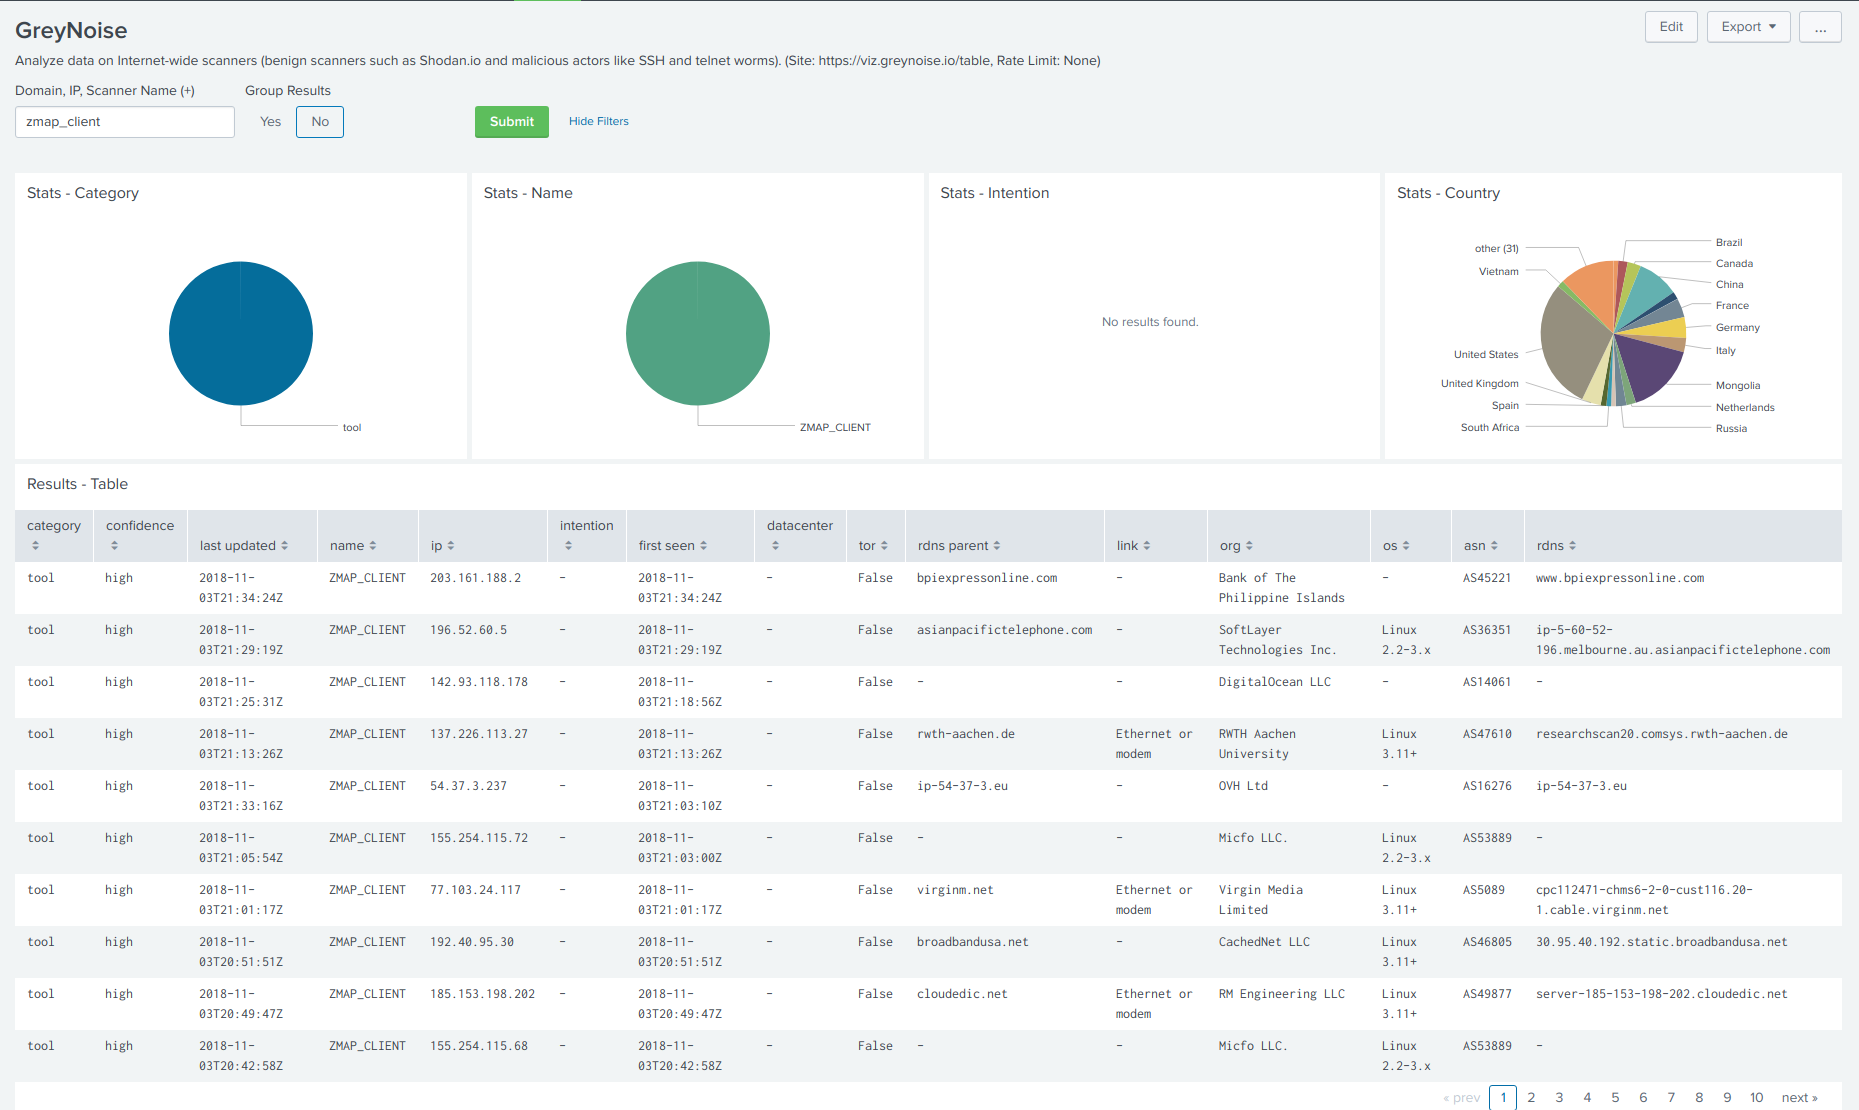 GreyNoise
Edit
Export
...
Analyze data on Internet-wide scanners (benign scanners such as Shodan.io and malicious actors like SSH and telnet worms). (Site: https://viz.greynoise.io/table, Rate Limit: None)
Domain, IP, Scanner Name (+)
Group Results
zmap_client
Yes
No
Submit
Hide Filters
Stats - Category
tool
Stats - Name
ZMAP_CLIENT
Stats - Intention
No results found.
Stats - Country
other (31)
Vietnam
United States
United Kingdom
Spain
South Africa
Brazil
Canada
China
France
Germany
Italy
Mongolia
Netherlands
Russia
Results - Table
category confidence last updated name ip intention first seen datacenter tor rdns parent link org os asn rdns
tool high 2018-11- ZMAP_CLIENT 203.161.188.2 - 2018-11- - False bpiexpressonline.com - Bank of The - AS45221 www.bpiexpressonline.com
03T21:34:24Z 03T21:34:24Z Philippine Islands
tool high 2018-11- ZMAP_CLIENT 196.52.60.5 - 2018-11- - False asianpacifictelephone.com - SoftLayer Linux AS36351 ip-5-60-52-
03T21:29:19Z 03T21:29:19Z Technologies Inc. 2.2-3.x 196.melbourne.au.asianpacifictelephone.com
tool high 2018-11- ZMAP_CLIENT 142.93.118.178 - 2018-11- - False - - DigitalOcean LLC - AS14061 -
03T21:25:31Z 03T21:18:56Z
tool high 2018-11- ZMAP_CLIENT 137.226.113.27 - 2018-11- - False rwth-aachen.de Ethernet or RWTH Aachen Linux AS47610 researchscan20.comsys.rwth-aachen.de
03T21:13:26Z 03T21:13:26Z modem University 3.11+
tool high 2018-11- ZMAP_CLIENT 54.37.3.237 - 2018-11- - False ip-54-37-3.eu - OVH Ltd - AS16276 ip-54-37-3.eu
03T21:33:16Z 03T21:03:10Z
tool high 2018-11- ZMAP_CLIENT 155.254.115.72 - 2018-11- - False - - Micfo LLC. Linux AS53889 -
03T21:05:54Z 03T21:03:00Z 2.2-3.x
tool high 2018-11- ZMAP_CLIENT 77.103.24.117 - 2018-11- - False virginm.net Ethernet or Virgin Media Linux AS5089 cpc112471-chms6-2-0-cust116.20-
03T21:01:17Z 03T21:01:17Z modem Limited 3.11+ 1.cable.virginm.net
tool high 2018-11- ZMAP_CLIENT 192.40.95.30 - 2018-11- - False broadbandusa.net - CachedNet LLC Linux AS46805 30.95.40.192.static.broadbandusa.net
03T20:51:51Z 03T20:51:51Z 3.11+
tool high 2018-11- ZMAP_CLIENT 185.153.198.202 - 2018-11- - False cloudedic.net Ethernet or RM Engineering LLC Linux AS49877 server-185-153-198-202.cloudedic.net
03T20:49:47Z 03T20:49:47Z modem 3.11+
tool high 2018-11- ZMAP_CLIENT 155.254.115.68 - 2018-11- - False - - Micfo LLC. Linux AS53889 -
03T20:42:58Z 03T20:42:58Z 2.2-3.x
« prev 1 2 3 4 5 6 7 8 9 10 next »